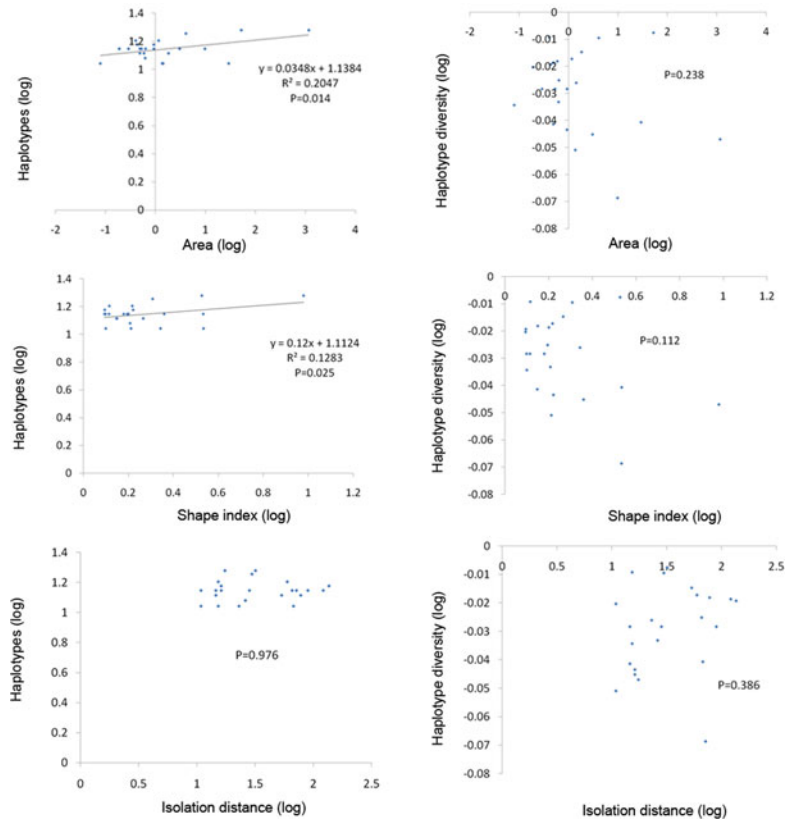 1.4
1.2
1
0.8
0.6
0.4
0.2
0
-2 -1 0 1 2 3 4
Haplotypes (log)
Area (log)
y = 0.0348x + 1.1384
R² = 0.2047
P=0.014
0
-0.01
-0.02
-0.03
-0.04
-0.05
-0.06
-0.07
-0.08
-2 -1 0 1 2 3 4
Haplotype diversity (log)
Area (log)
P=0.238
1.4
1.2
1
0.8
0.6
0.4
0.2
0
0 0.2 0.4 0.6 0.8 1 1.2
Haplotypes (log)
Shape index (log)
y = 0.12x + 1.1124
R² = 0.1283
P=0.025
0
-0.01
-0.02
-0.03
-0.04
-0.05
-0.06
-0.07
-0.08
0 0.2 0.4 0.6 0.8 1 1.2
Haplotype diversity (log)
Shape index (log)
P=0.112
1.4
1.2
1
0.8
0.6
0.4
0.2
0
0 0.5 1 1.5 2 2.5
Haplotypes (log)
Isolation distance (log)
P=0.976
0
-0.01
-0.02
-0.03
-0.04
-0.05
-0.06
-0.07
-0.08
0 0.5 1 1.5 2 2.5
Haplotype diversity (log)
Isolation distance (log)
P=0.386